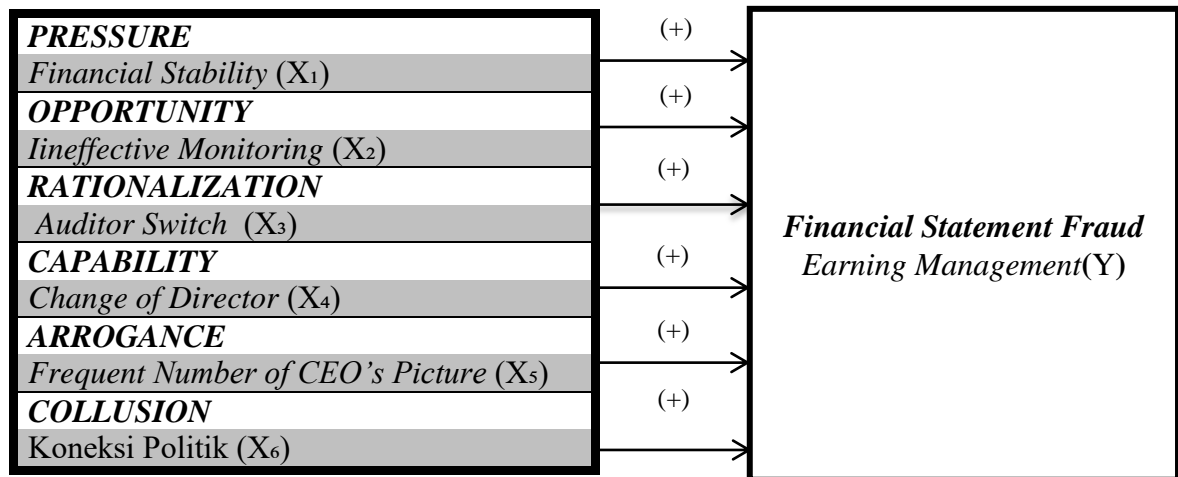 PRESSURE
Financial Stability (X₁)
OPPORTUNITY
Iineffective Monitoring (X₂)
RATIONALIZATION
Auditor Switch (X₃)
CAPABILITY
Change of Director (X₄)
ARROGANCE
Frequent Number of CEO’s Picture (X₅)
COLLUSION
Koneksi Politik (X₆)
(+)
(+)
(+)
(+)
(+)
(+)
Financial Statement Fraud
Earning Management(Y)